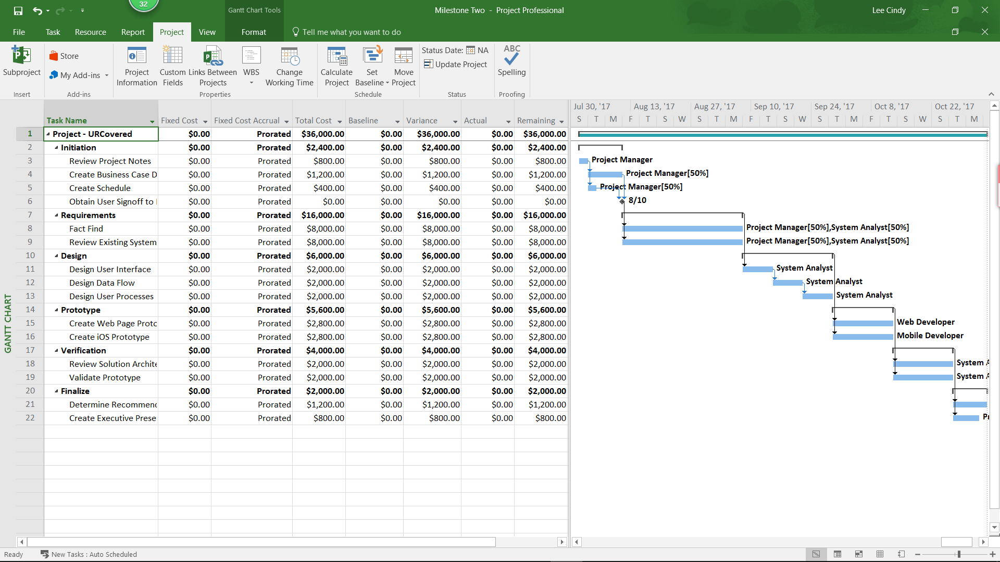 32
Gantt Chart Tools
Milestone Two - Project Professional
Lee Cindy
File Task Resource Report Project View Format Tell me what you want to do
Subproject
Insert
Store
My Add-ins
Add-ins
Project Information
Custom Fields
Links Between Projects
WBS
Change Working Time
Properties
Calculate Project
Set Baseline
Move Project
Schedule
Status Date: NA
Update Project
Status
ABC
Spelling
Proofing
Task Name Fixed Cost Fixed Cost Accrual Total Cost Baseline Variance Actual Remaining
1 Project - URCovered $0.00 Prorated $36,000.00 $0.00 $36,000.00 $0.00 $36,000.00
2 Initiation $0.00 Prorated $2,400.00 $0.00 $2,400.00 $0.00 $2,400.00
3 Review Project Notes $0.00 Prorated $800.00 $0.00 $800.00 $0.00 $800.00
4 Create Business Case D $0.00 Prorated $1,200.00 $0.00 $1,200.00 $0.00 $1,200.00
5 Create Schedule $0.00 Prorated $400.00 $0.00 $400.00 $0.00 $400.00
6 Obtain User Signoff to $0.00 Prorated $0.00 $0.00 $0.00 $0.00 $0.00
7 Requirements $0.00 Prorated $16,000.00 $0.00 $16,000.00 $0.00 $16,000.00
8 Fact Find $0.00 Prorated $8,000.00 $0.00 $8,000.00 $0.00 $8,000.00
9 Review Existing System $0.00 Prorated $8,000.00 $0.00 $8,000.00 $0.00 $8,000.00
10 Design $0.00 Prorated $6,000.00 $0.00 $6,000.00 $0.00 $6,000.00
11 Design User Interface $0.00 Prorated $2,000.00 $0.00 $2,000.00 $0.00 $2,000.00
12 Design Data Flow $0.00 Prorated $2,000.00 $0.00 $2,000.00 $0.00 $2,000.00
13 Design User Processes $0.00 Prorated $2,000.00 $0.00 $2,000.00 $0.00 $2,000.00
14 Prototype $0.00 Prorated $5,600.00 $0.00 $5,600.00 $0.00 $5,600.00
15 Create Web Page Proto $0.00 Prorated $2,800.00 $0.00 $2,800.00 $0.00 $2,800.00
16 Create iOS Prototype $0.00 Prorated $2,800.00 $0.00 $2,800.00 $0.00 $2,800.00
17 Verification $0.00 Prorated $4,000.00 $0.00 $4,000.00 $0.00 $4,000.00
18 Review Solution Archite $0.00 Prorated $2,000.00 $0.00 $2,000.00 $0.00 $2,000.00
19 Validate Prototype $0.00 Prorated $2,000.00 $0.00 $2,000.00 $0.00 $2,000.00
20 Finalize $0.00 Prorated $2,000.00 $0.00 $2,000.00 $0.00 $2,000.00
21 Determine Recommend $0.00 Prorated $1,200.00 $0.00 $1,200.00 $0.00 $1,200.00
22 Create Executive Prese $0.00 Prorated $800.00 $0.00 $800.00 $0.00 $800.00
GANTT CHART
Jul 30, '17 Aug 13, '17 Aug 27, '17 Sep 10, '17 Sep 24, '17 Oct 8, '17 Oct 22, '17
S T M F T S W S T M F T S W S T M F T S W S T M
Project Manager
Project Manager[50%]
Project Manager[50%]
8/10
Project Manager[50%],System Analyst[50%]
Project Manager[50%],System Analyst[50%]
System Analyst
System Analyst
System Analyst
Web Developer
Mobile Developer
System A
System A
Pr
Ready New Tasks : Auto Scheduled